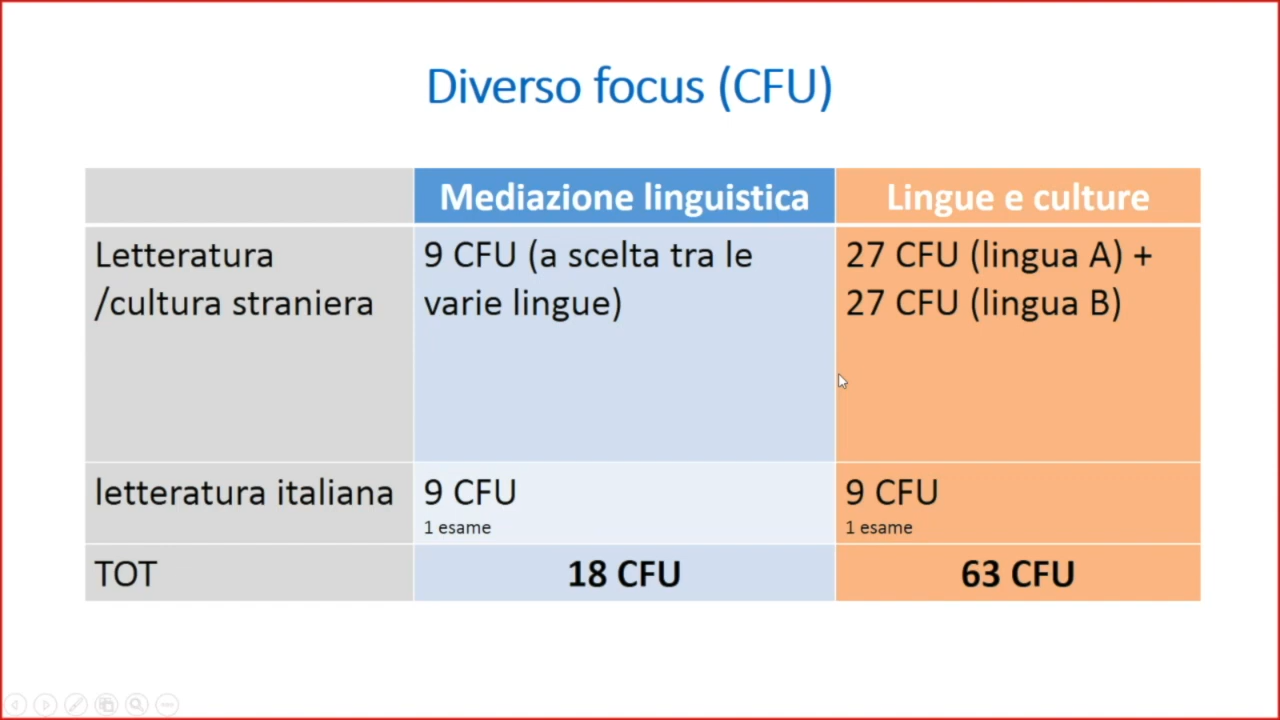 Diverso focus (CFU)
Mediazione linguistica
Lingue e culture
Letteratura
/cultura straniera
9 CFU (a scelta tra le
varie lingue)
27 CFU (lingua A) +
27 CFU (lingua B)
letteratura italiana
9 CFU
1 esame
9 CFU
1 esame
TOT
18 CFU
63 CFU